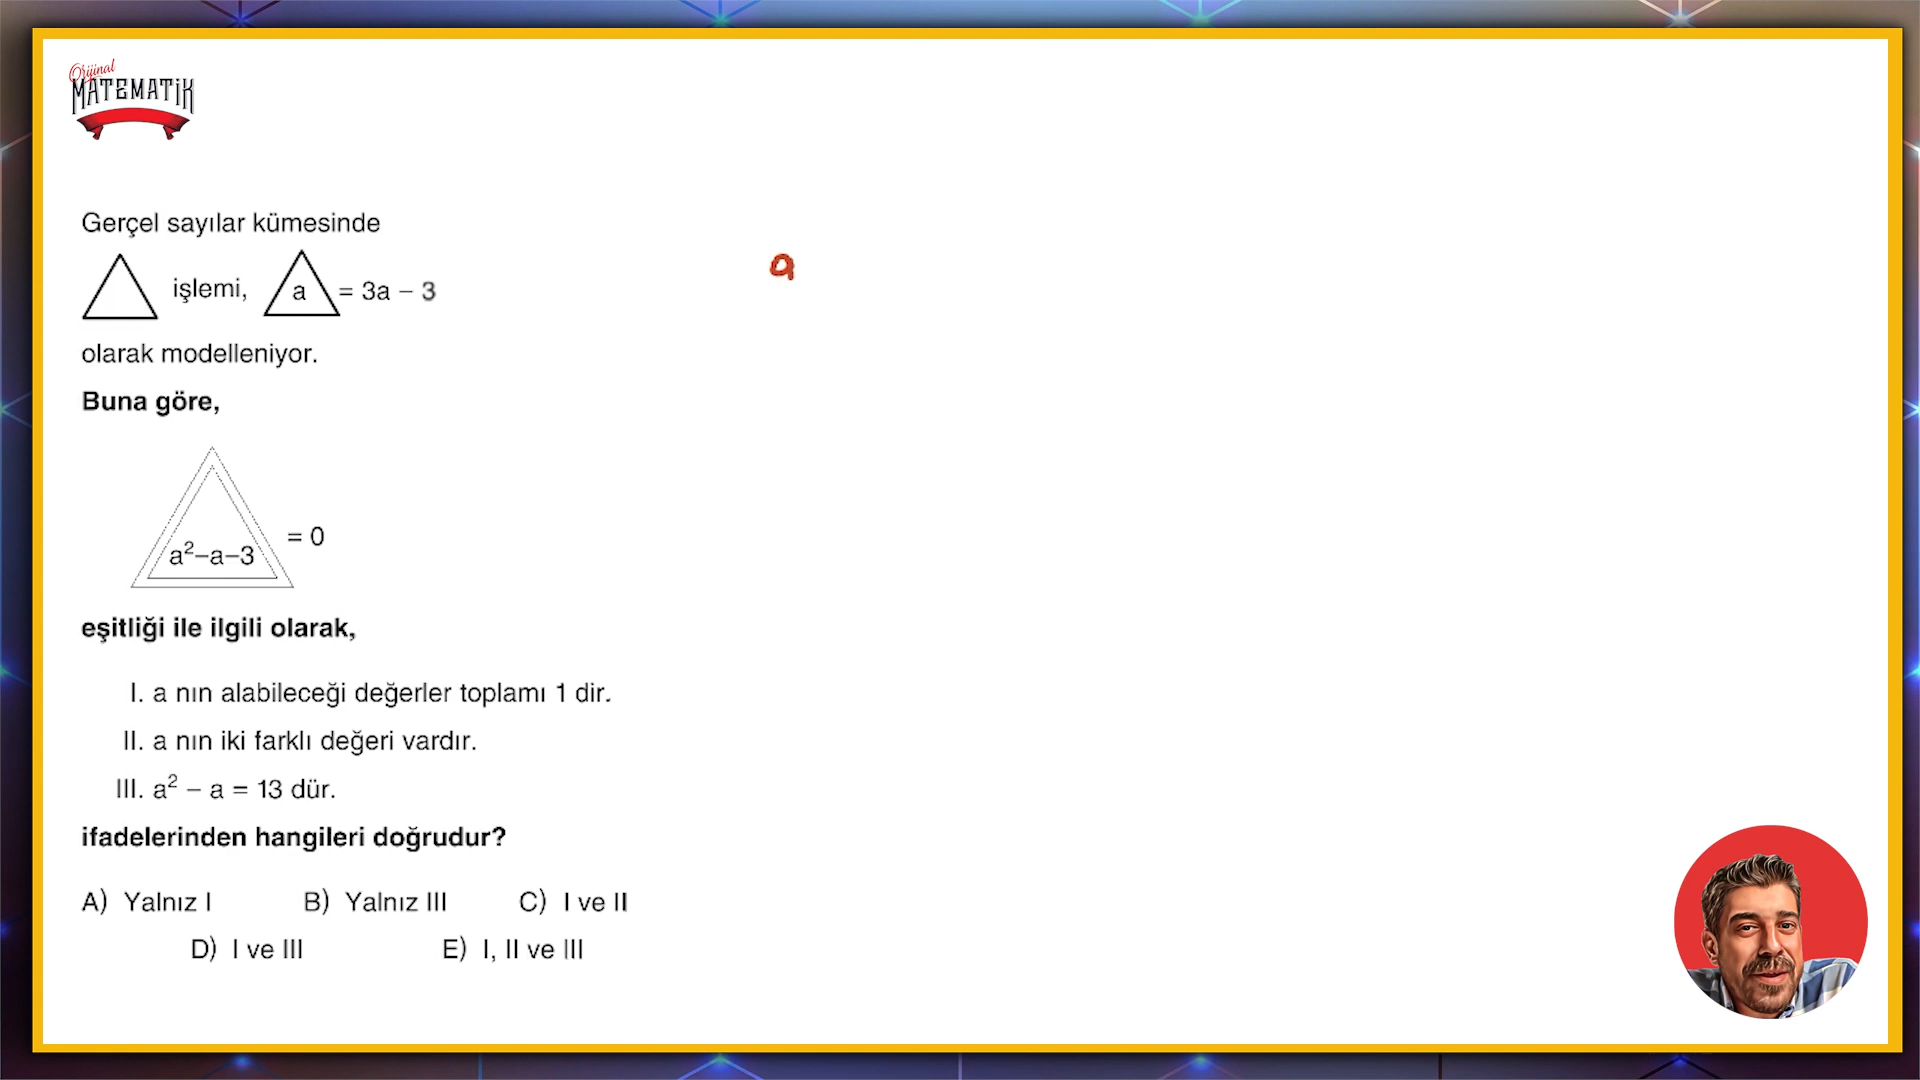 Orijinal
MATEMATİK
Gerçel sayılar kümesinde
işlemi, a = 3a – 3
a
olarak modelleniyor.
Buna göre,
a²–a–3 = 0
eşitliği ile ilgili olarak,
I. a nın alabileceği değerler toplamı 1 dir.
II. a nın iki farklı değeri vardır.
III. a² – a = 13 dür.
ifadelerinden hangileri doğrudur?
A) Yalnız I B) Yalnız III C) I ve II
D) I ve III E) I, II ve III